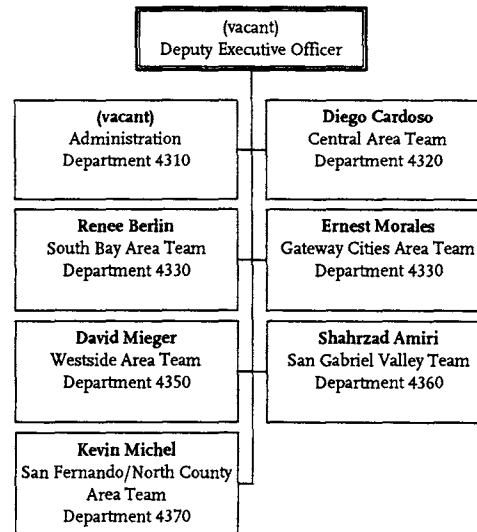 (vacant)
Deputy Executive Officer
(vacant)
Administration
Department 4310
Diego Cardoso
Central Area Team
Department 4320
Renee Berlin
South Bay Area Team
Department 4330
Ernest Morales
Gateway Cities Area Team
Department 4330
David Mieger
Westside Area Team
Department 4350
Shahrzad Amiri
San Gabriel Valley Team
Department 4360
Kevin Michel
San Fernando/North County
Area Team
Department 4370